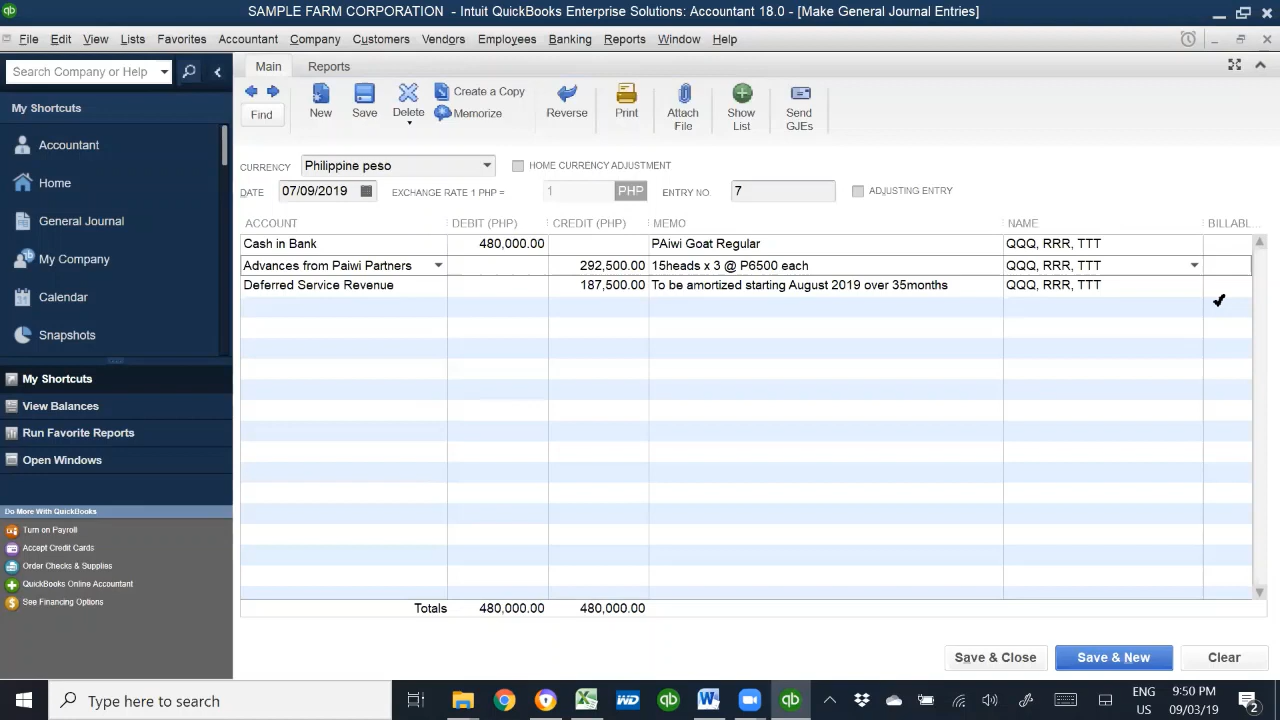 SAMPLE FARM CORPORATION - Intuit QuickBooks Enterprise Solutions: Accountant 18.0 - [Make General Journal Entries]
File Edit View Lists Favorites Accountant Company Customers Vendors Employees Banking Reports Window Help
Search Company or Help
My Shortcuts
Accountant
Home
General Journal
My Company
Calendar
Snapshots
My Shortcuts
View Balances
Run Favorite Reports
Open Windows
Do More With QuickBooks
Turn on Payroll
Accept Credit Cards
Order Checks & Supplies
QuickBooks Online Accountant
See Financing Options
Main Reports
Find
New
Save
Delete
Create a Copy
Memorize
Reverse
Print
Attach
File
Show
List
Send
GJEs
CURRENCY Philippine peso HOME CURRENCY ADJUSTMENT
DATE 07/09/2019 EXCHANGE RATE 1 PHP = 1 PHP ENTRY NO. 7 ADJUSTING ENTRY
ACCOUNT DEBIT (PHP) CREDIT (PHP) MEMO NAME BILLABL...
Cash in Bank 480,000.00 PAiwi Goat Regular QQQ, RRR, TTT
Advances from Paiwi Partners 292,500.00 15heads x 3 @ P6500 each QQQ, RRR, TTT
Deferred Service Revenue 187,500.00 To be amortized starting August 2019 over 35months QQQ, RRR, TTT
Totals 480,000.00 480,000.00
Save & Close Save & New Clear
Type here to search
ENG
US
9:50 PM
09/03/19
2